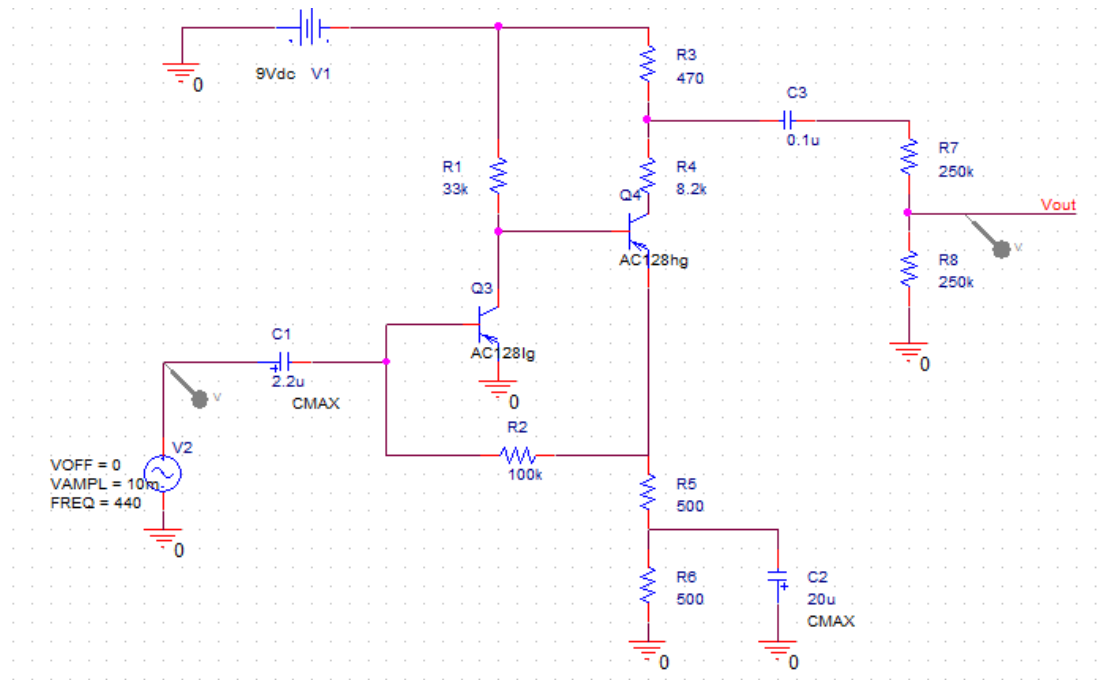 9Vdc V1
0
R3
470
C3
0.1u
R1
33k
R4
8.2k
Q4
AC128hg
R7
250k
Vout
V
R8
250k
0
Q3
AC128lg
0
C1
2.2u
CMAX
V
R2
100k
V2
VOFF = 0
VAMPL = 10m
FREQ = 440
0
R5
500
R6
500
C2
20u
CMAX
0
0